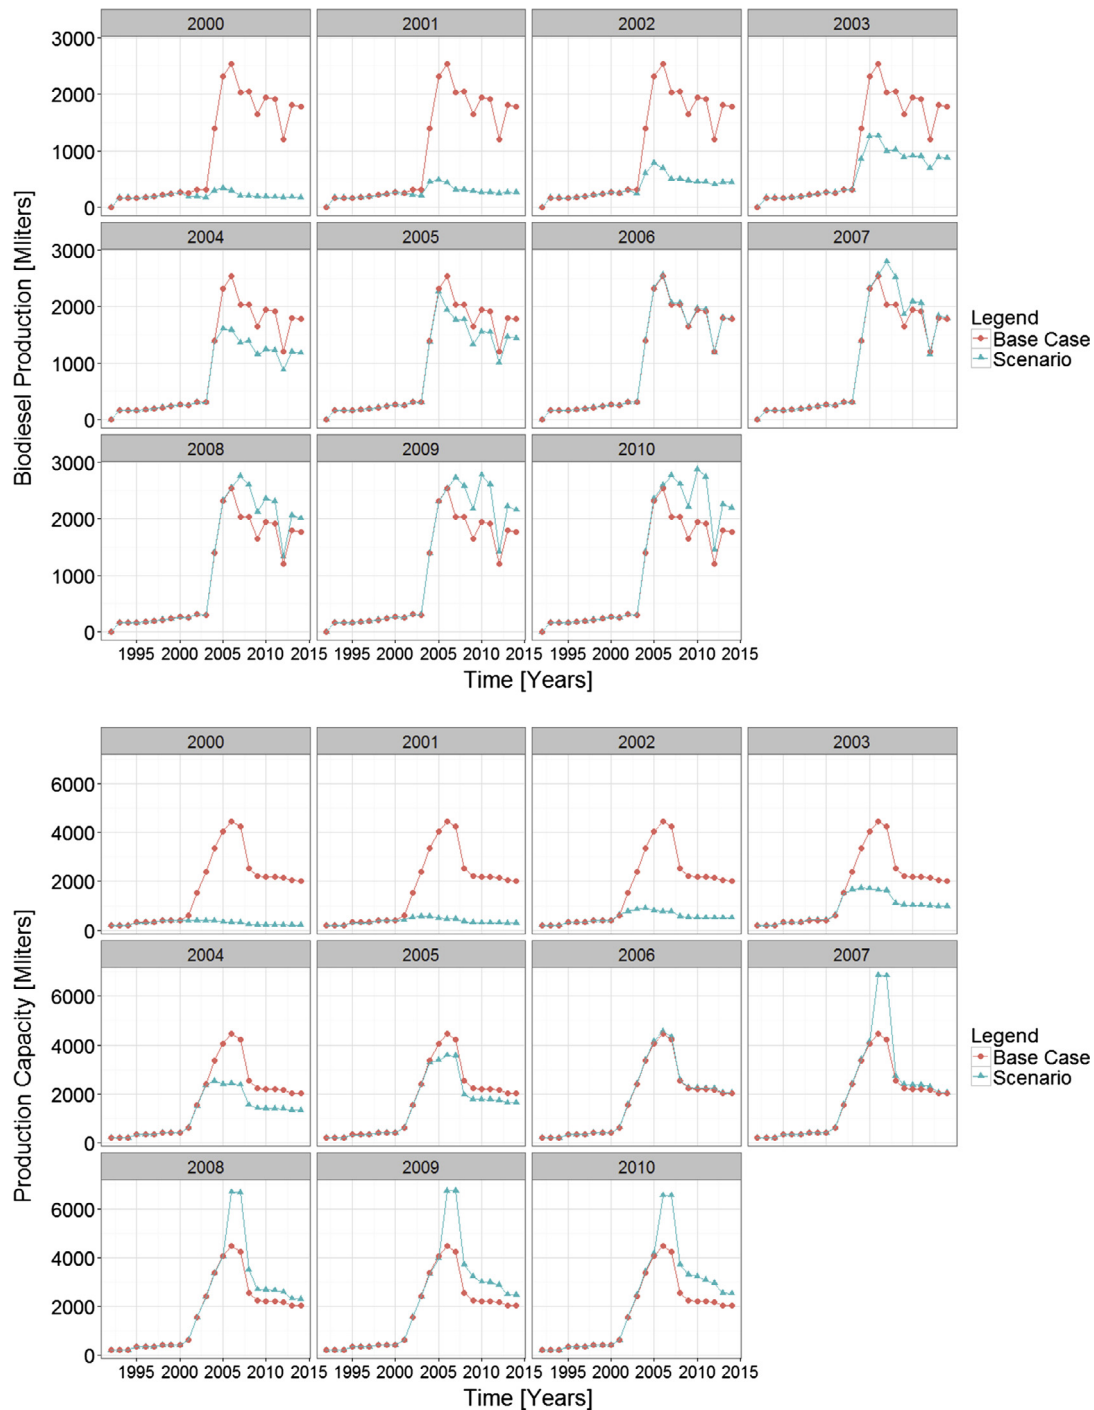 2000 2001 2002 2003
3000
2000
1000
0
2004 2005 2006 2007
3000
2000
1000
0
2008 2009 2010
3000
2000
1000
0
1995 2000 2005 2010 2015
1995 2000 2005 2010 2015
1995 2000 2005 2010 2015
Biodiesel Production [Mliters]
Time [Years]
Legend
Base Case
Scenario
2000 2001 2002 2003
6000
4000
2000
0
2004 2005 2006 2007
6000
4000
2000
0
2008 2009 2010
6000
4000
2000
0
1995 2000 2005 2010 2015
1995 2000 2005 2010 2015
1995 2000 2005 2010 2015
Production Capacity [Mliters]
Time [Years]
Legend
Base Case
Scenario